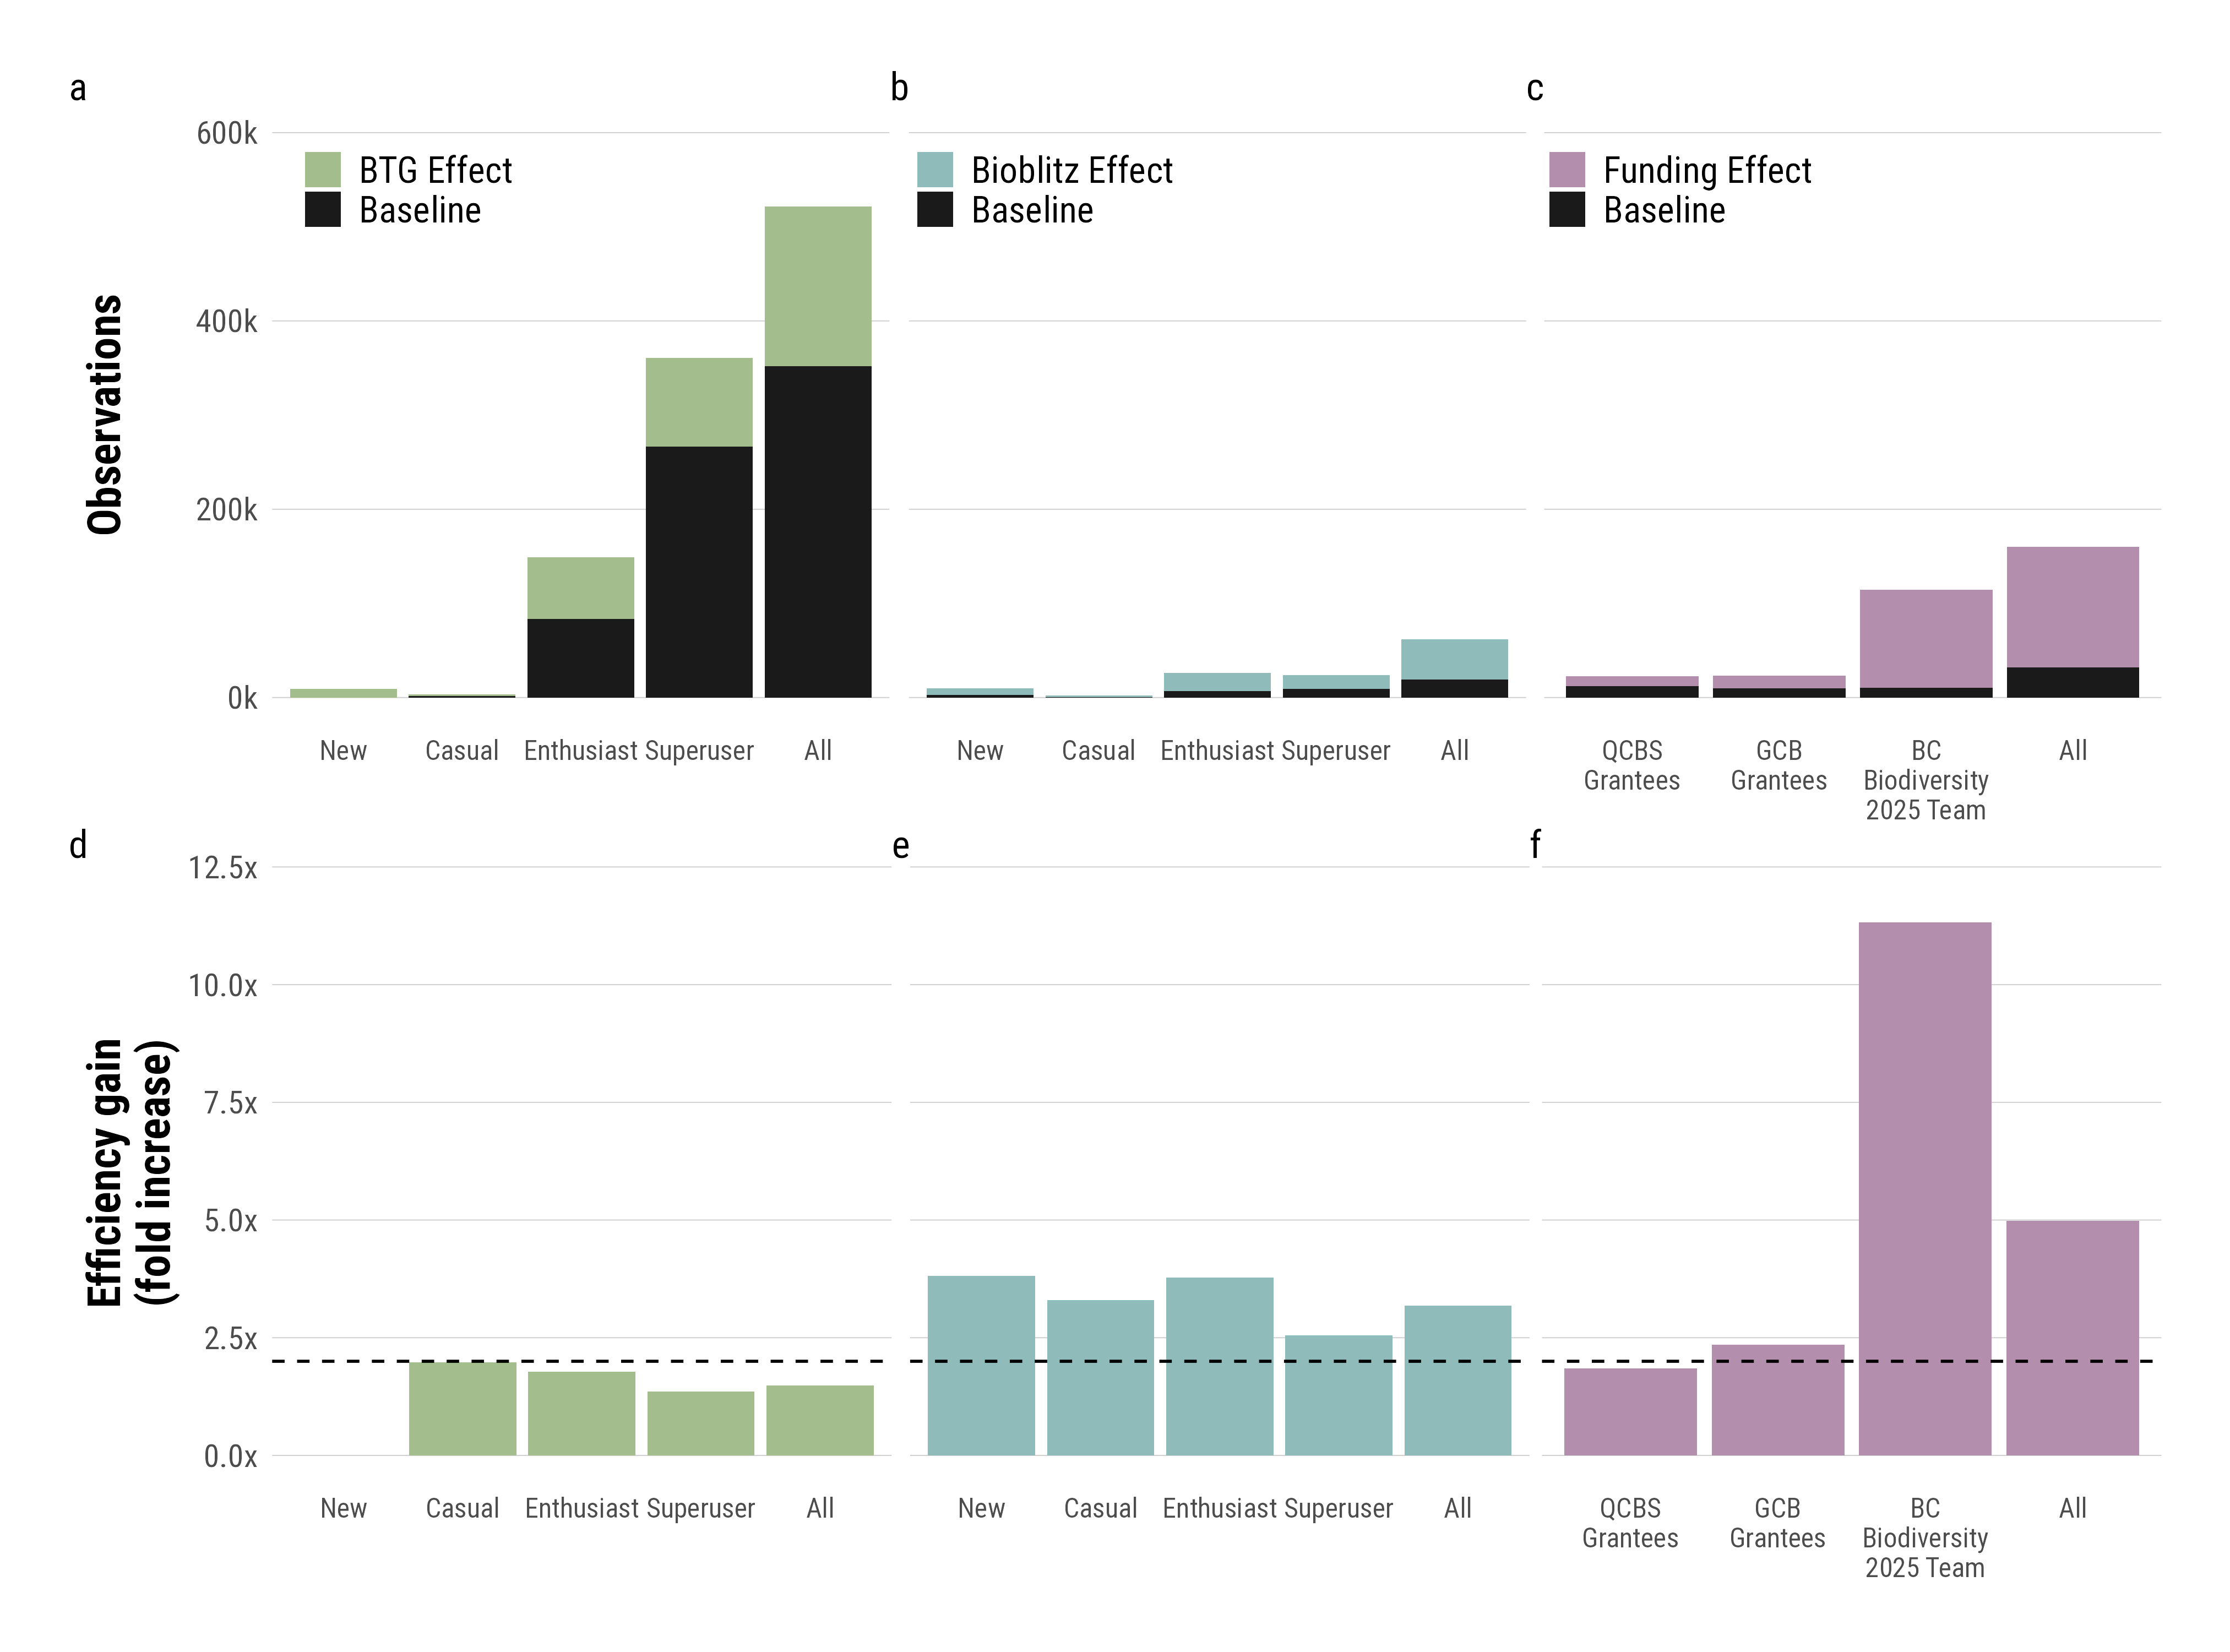 a
b
c
600k
400k
200k
0k
Observations
BTG Effect
Baseline
Bioblitz Effect
Baseline
Funding Effect
Baseline
New Casual Enthusiast Superuser All
New Casual Enthusiast Superuser All
QCBS
Grantees
GCB
Grantees
BC
Biodiversity
2025 Team
All
d
e
f
12.5x
10.0x
7.5x
5.0x
2.5x
0.0x
Efficiency gain
(fold increase)
New Casual Enthusiast Superuser All
New Casual Enthusiast Superuser All
QCBS
Grantees
GCB
Grantees
BC
Biodiversity
2025 Team
All